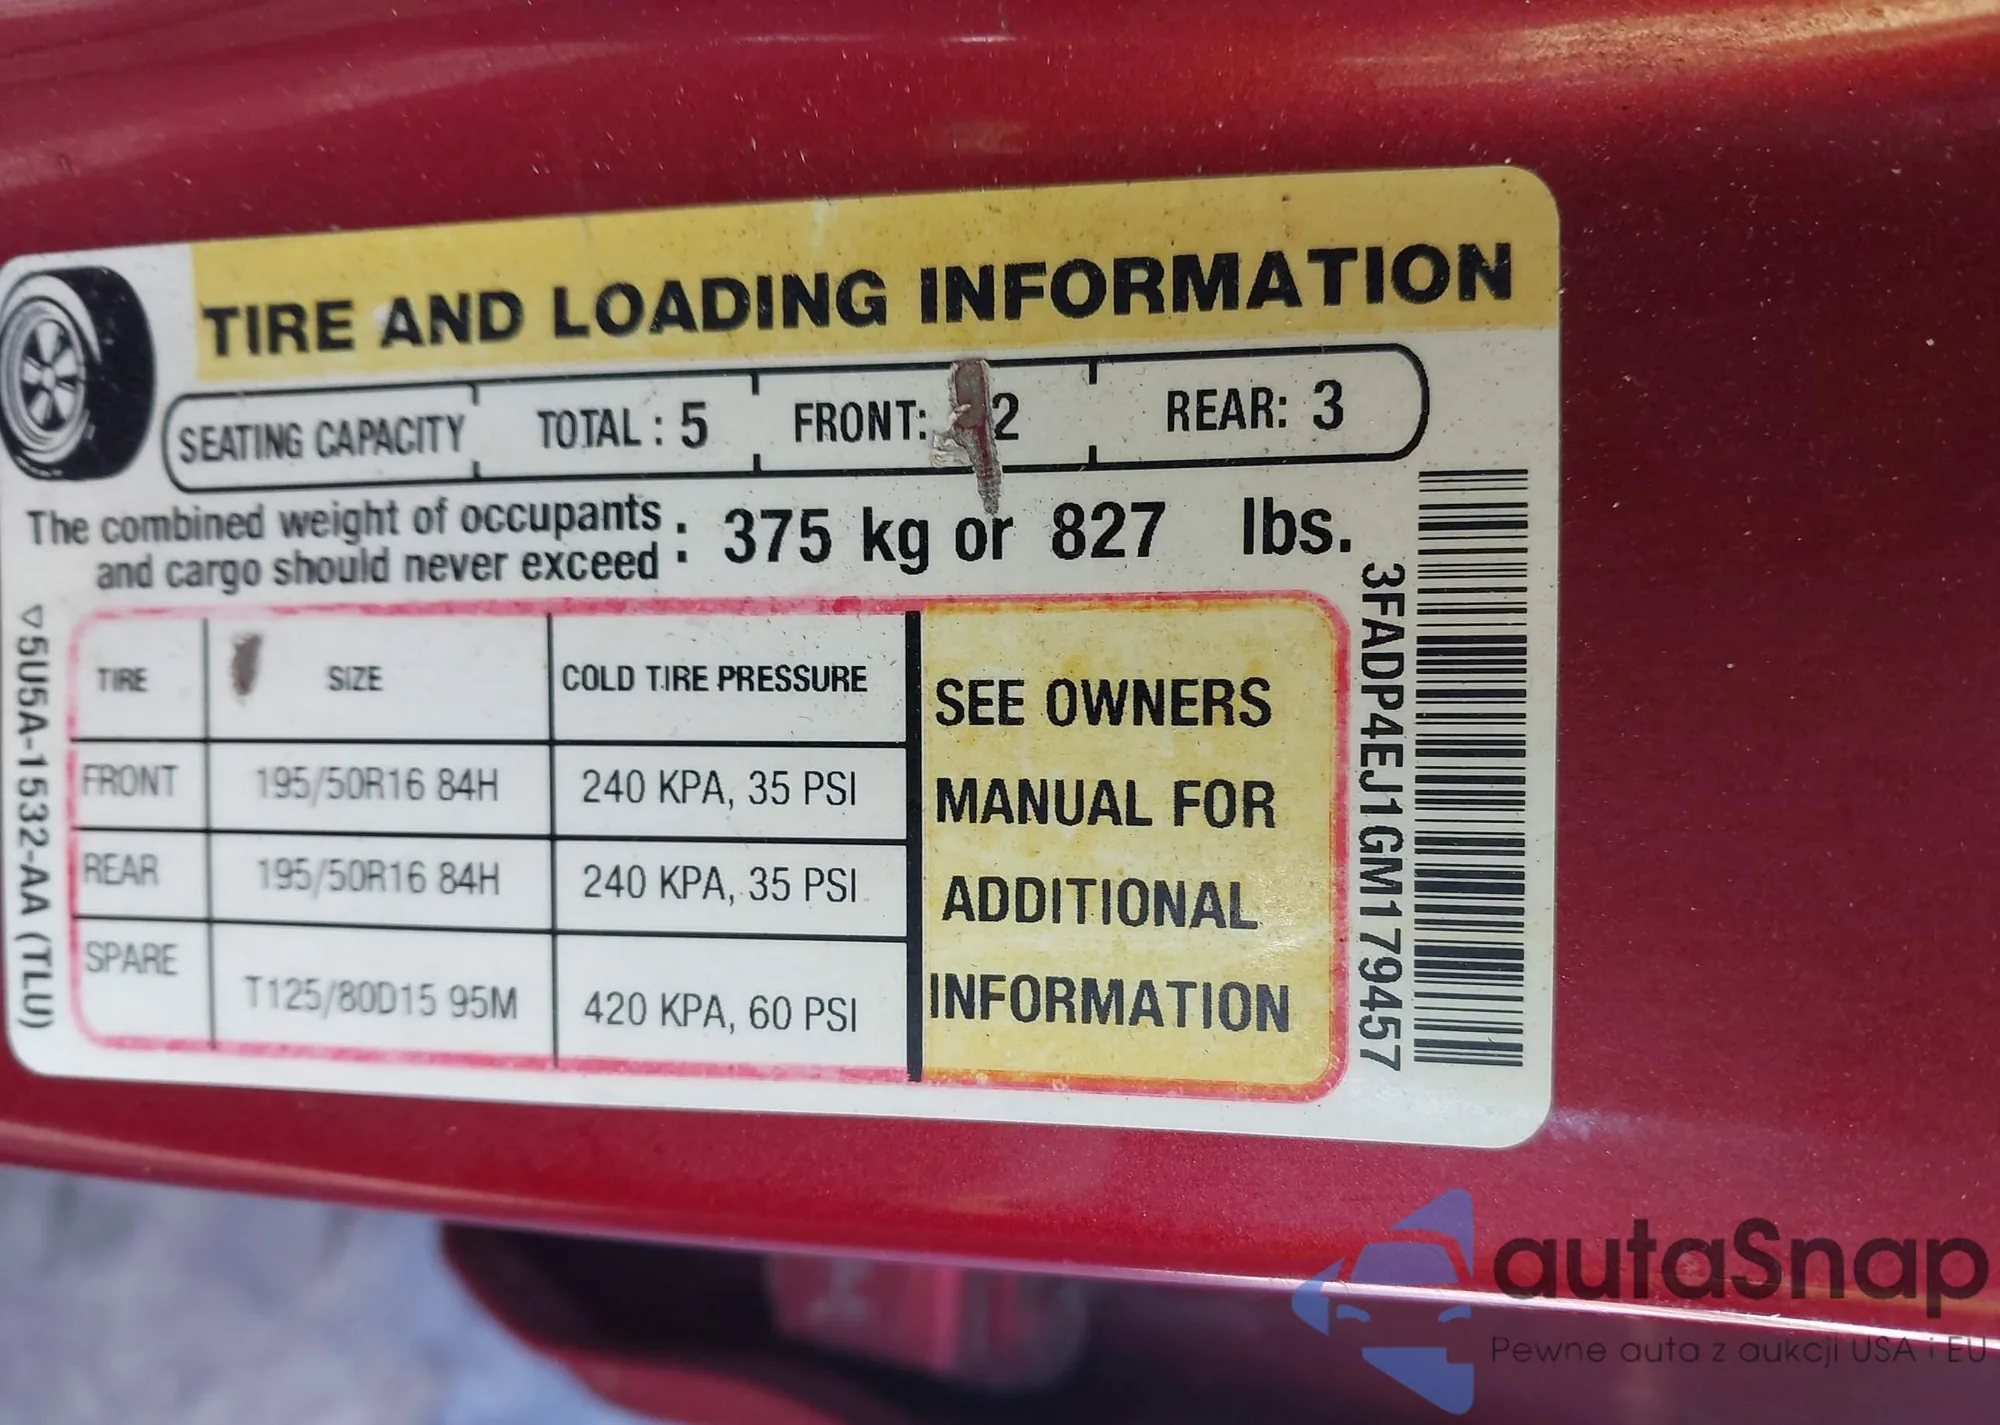 TIRE AND LOADING INFORMATION
SEATING CAPACITY TOTAL : 5 FRONT: 2 REAR: 3
The combined weight of occupants
and cargo should never exceed : 375 kg or 827 lbs.
TIRE SIZE COLD TIRE PRESSURE
FRONT 195/50R16 84H 240 KPA, 35 PSI
REAR 195/50R16 84H 240 KPA, 35 PSI
SPARE T125/80D15 95M 420 KPA, 60 PSI
SEE OWNERS
MANUAL FOR
ADDITIONAL
INFORMATION
5U5A-1532-AA (TLU)
3FADP4EJ1GM179457
autaSnap
Pewne auta z aukcji USA i EU